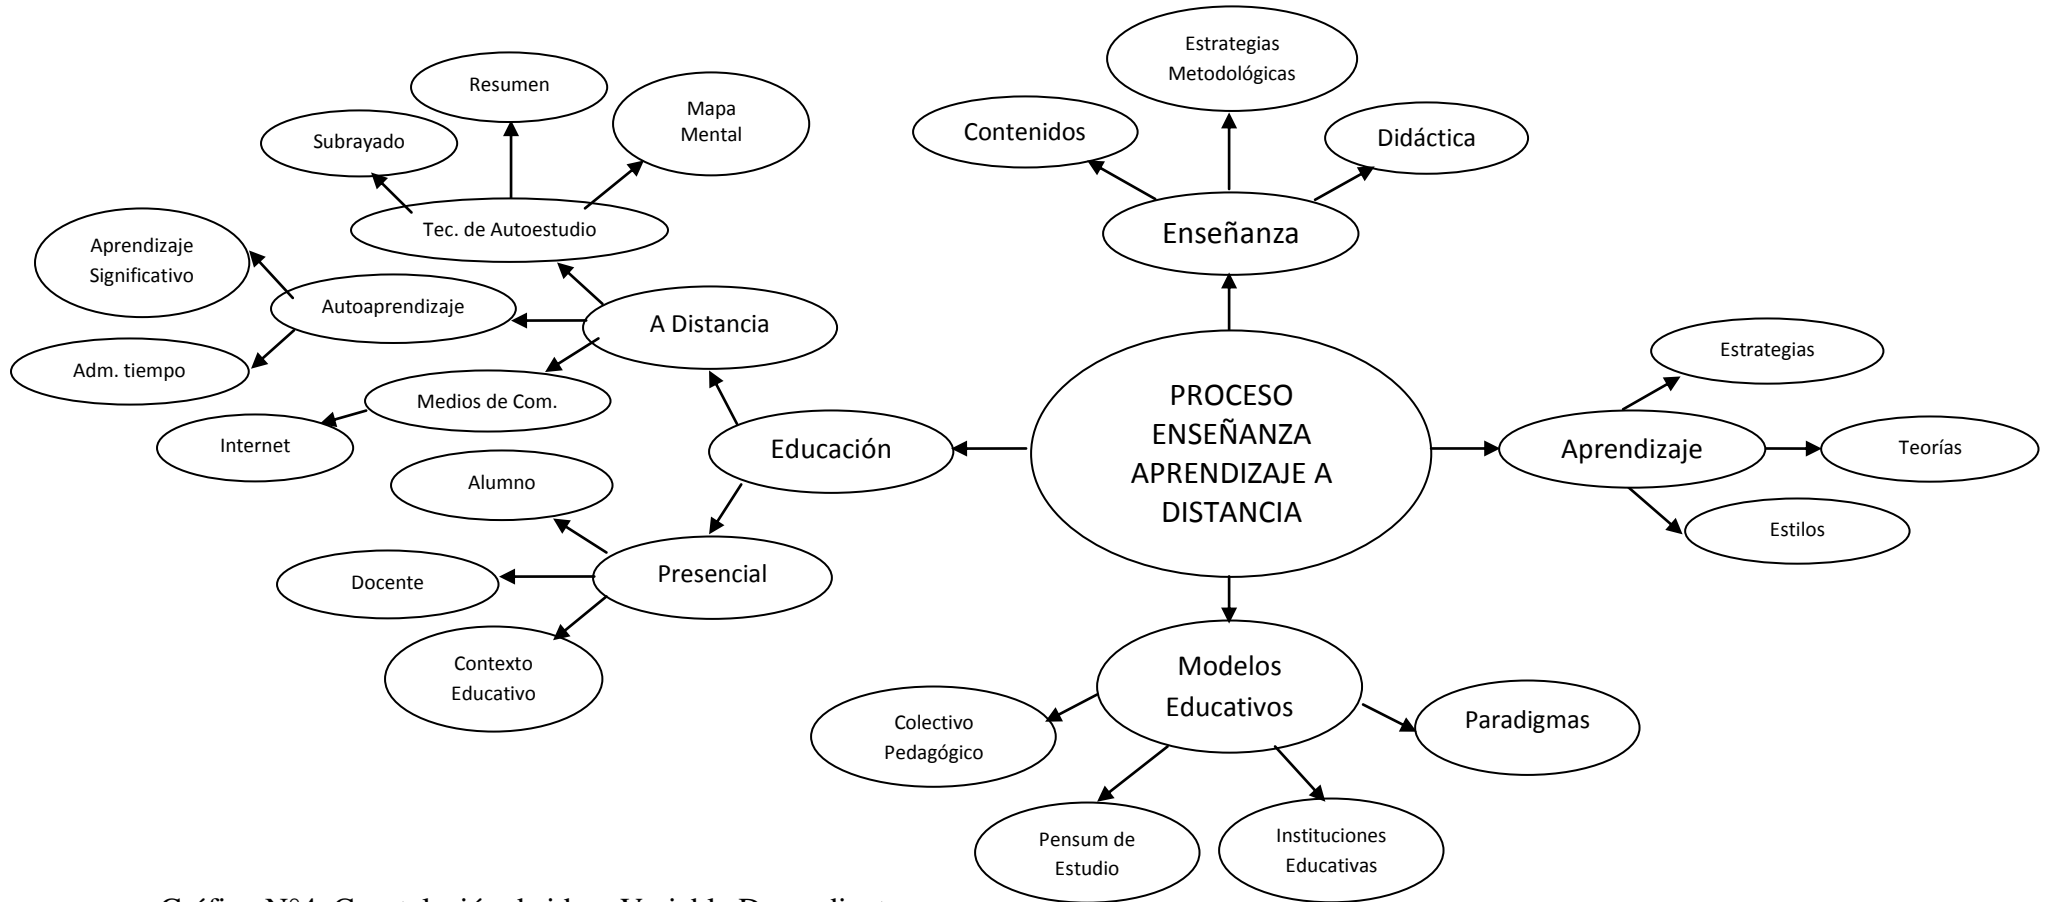 Estrategias
Metodológicas
Resumen
Mapa
Mental
Subrayado
Contenidos
Didáctica
Tec. de Autoestudio
Enseñanza
Aprendizaje
Significativo
Autoaprendizaje
A Distancia
Adm. tiempo
Medios de Com.
Internet
Educación
PROCESO
ENSEÑANZA
APRENDIZAJE A
DISTANCIA
Estrategias
Aprendizaje
Teorías
Estilos
Alumno
Docente
Presencial
Contexto
Educativo
Modelos
Educativos
Colectivo
Pedagógico
Paradigmas
Pensum de
Estudio
Instituciones
Educativas